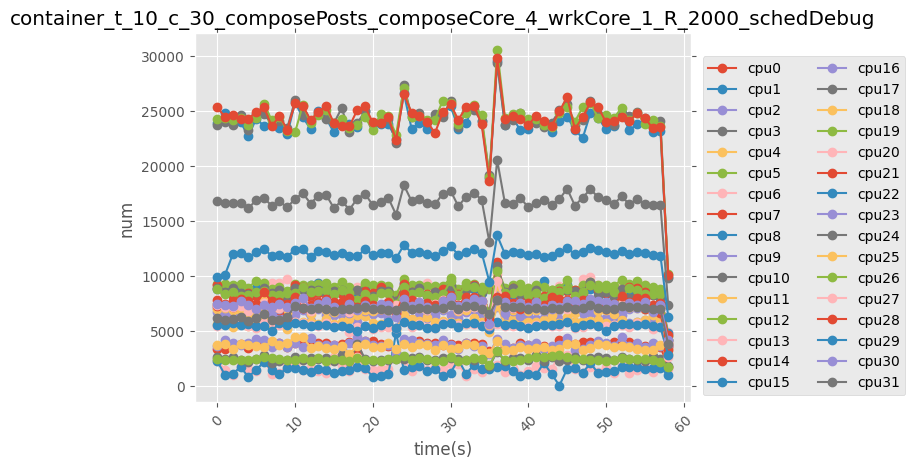 container_t_10_c_30_composePosts_composeCore_4_wrkCore_1_R_2000_schedDebug
30000
25000
20000
15000
10000
5000
0
num
0 10 20 30 40 50 60
time(s)
cpu0 cpu16
cpu1 cpu17
cpu2 cpu18
cpu3 cpu19
cpu4 cpu20
cpu5 cpu21
cpu6 cpu22
cpu7 cpu23
cpu8 cpu24
cpu9 cpu25
cpu10 cpu26
cpu11 cpu27
cpu12 cpu28
cpu13 cpu29
cpu14 cpu30
cpu15 cpu31